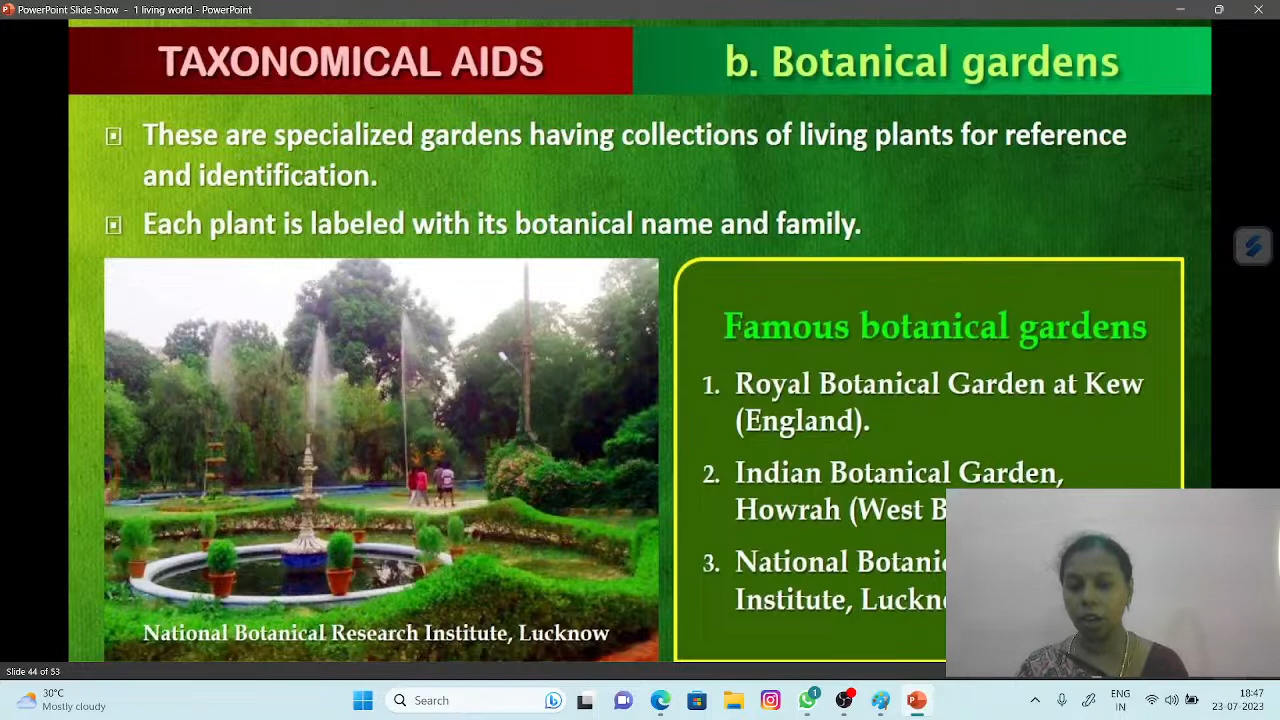 PowerPoint Slide Show - 1 living world - PowerPoint
TAXONOMICAL AIDS
b. Botanical gardens
These are specialized gardens having collections of living plants for reference
and identification.
Each plant is labeled with its botanical name and family.
Famous botanical gardens
1. Royal Botanical Garden at Kew
(England).
2. Indian Botanical Garden,
Howrah (West B
3. National Botani
Institute, Luckn
National Botanical Research Institute, Lucknow
Slide 44 of 53
30°C
Mostly cloudy
Search
1
ENG
IN
18:47
23-07-2023